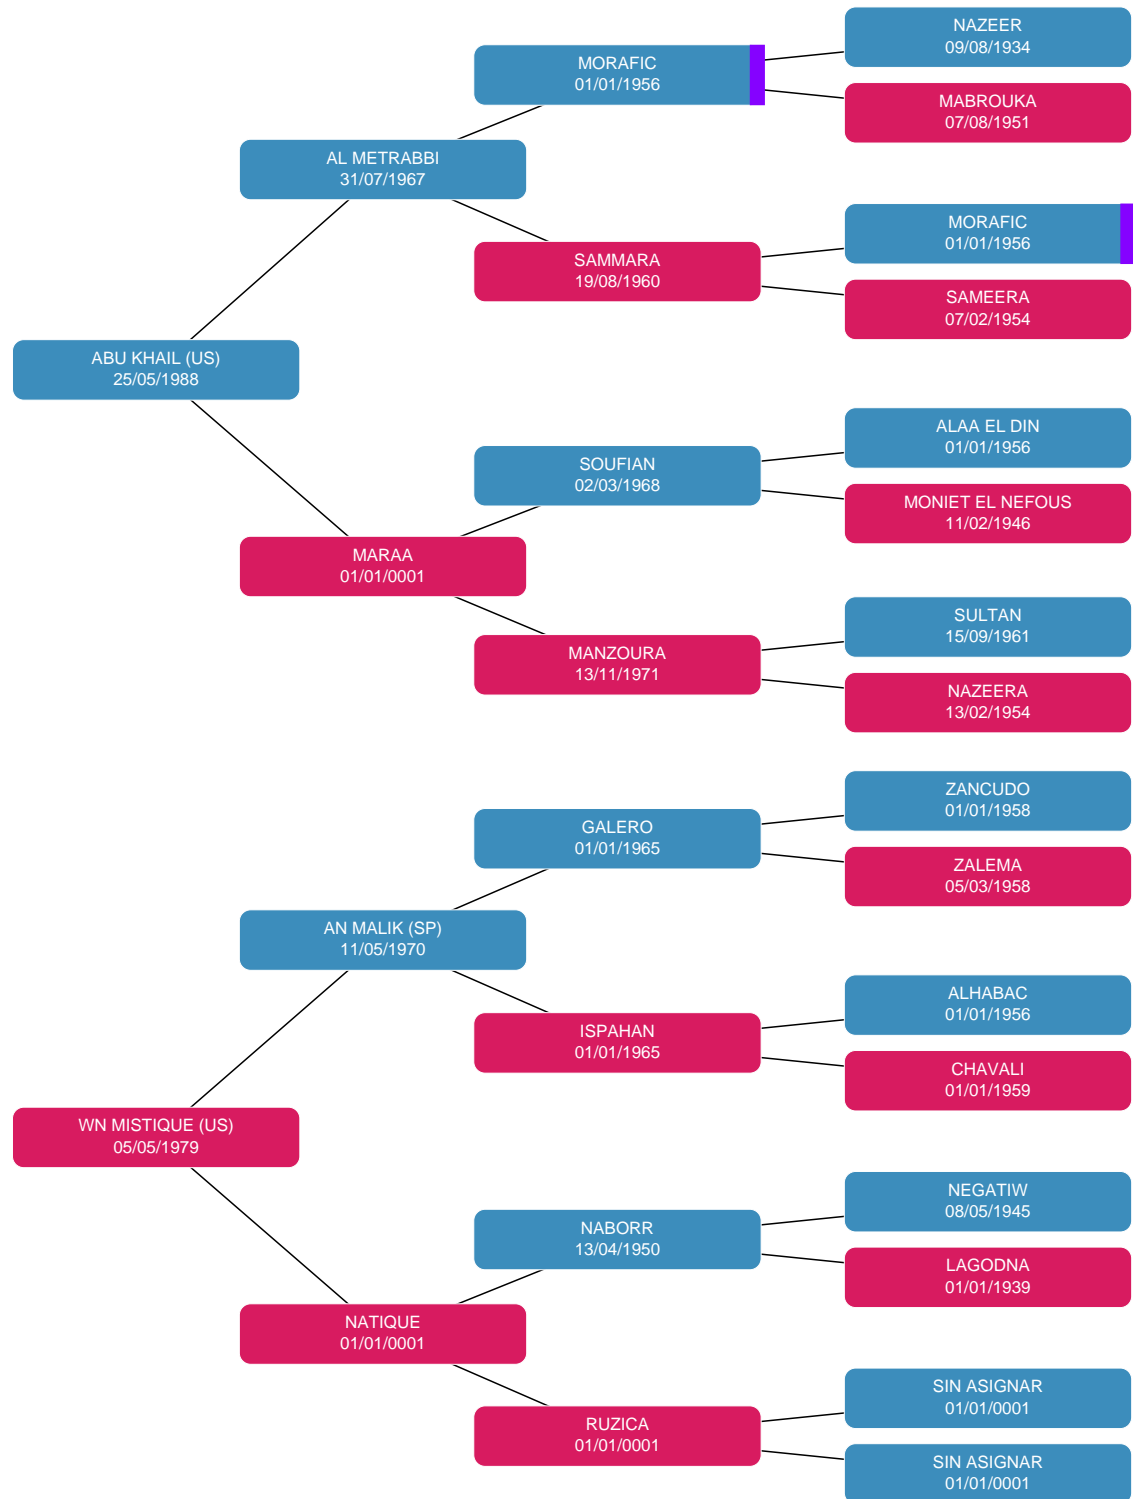 NAZEER
09/08/1934
MORAFIC
01/01/1956
MABROUKA
07/08/1951
AL METRABBI
31/07/1967
MORAFIC
01/01/1956
SAMMARA
19/08/1960
SAMEERA
07/02/1954
ABU KHAIL (US)
25/05/1988
ALAA EL DIN
01/01/1956
SOUFIAN
02/03/1968
MONIET EL NEFOUS
11/02/1946
MARAA
01/01/0001
SULTAN
15/09/1961
MANZOURA
13/11/1971
NAZEERA
13/02/1954
ZANCUDO
01/01/1958
GALERO
01/01/1965
ZALEMA
05/03/1958
AN MALIK (SP)
11/05/1970
ALHABAC
01/01/1956
ISPAHAN
01/01/1965
CHAVALI
01/01/1959
WN MISTIQUE (US)
05/05/1979
NEGATIW
08/05/1945
NABORR
13/04/1950
LAGODNA
01/01/1939
NATIQUE
01/01/0001
SIN ASIGNAR
01/01/0001
RUZICA
01/01/0001
SIN ASIGNAR
01/01/0001